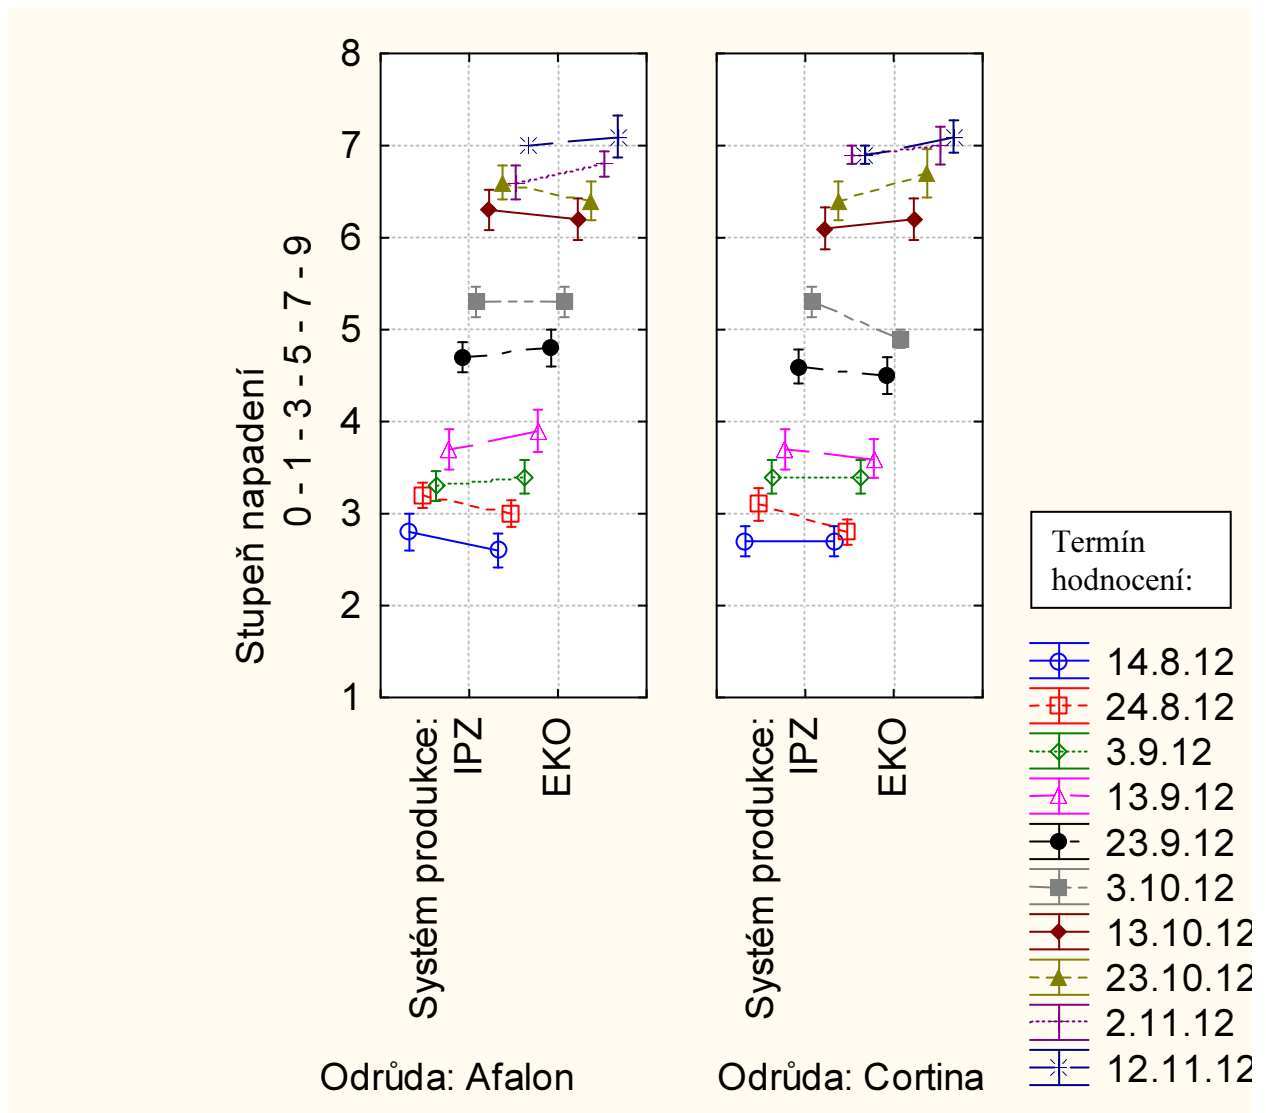 Stupeň napadení
0 - 1 - 3 - 5 - 7 - 9
8
7
6
5
4
3
2
1
Systém produkce:
IPZ
EKO
Systém produkce:
IPZ
EKO
Odrůda: Afalon
Odrůda: Cortina
Termín
hodnocení:
14.8.12
24.8.12
3.9.12
13.9.12
23.9.12
3.10.12
13.10.12
23.10.12
2.11.12
12.11.12